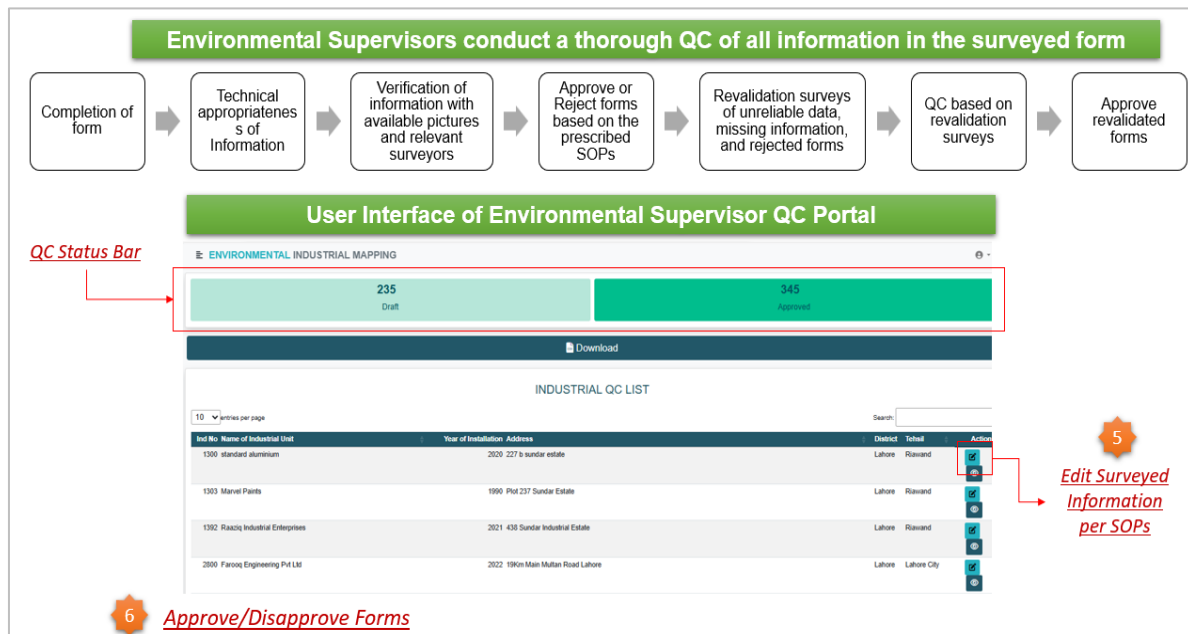 Environmental Supervisors conduct a thorough QC of all information in the surveyed form
Completion of
form
Technical
appropriatenes
s of
Information
Verification of
information with
available pictures
and relevant
surveyors
Approve or
Reject forms
based on the
prescribed
SOPs
Revalidation surveys
of unreliable data,
missing information,
and rejected forms
QC based on
revalidation
surveys
Approve
revalidated
forms
User Interface of Environmental Supervisor QC Portal
QC Status Bar
ENVIRONMENTAL INDUSTRIAL MAPPING
235
Draft
345
Approved
Download
INDUSTRIAL QC LIST
10 entries per page
Search:
Ind No Name of Industrial Unit Year of Installation Address District Tehsil Action
1300 standard aluminium 2020 227 b sundar estate Lahore Riawand
1303 Marvel Paints 1990 Plot 237 Sundar Estate Lahore Riawand
1392 Raaziq Industrial Enterprises 2021 438 Sundar Industrial Estate Lahore Riawand
2800 Farooq Engineering Pvt Ltd 2022 19Km Main Multan Road Lahore Lahore Lahore City
5
Edit Surveyed
Information
per SOPs
6
Approve/Disapprove Forms